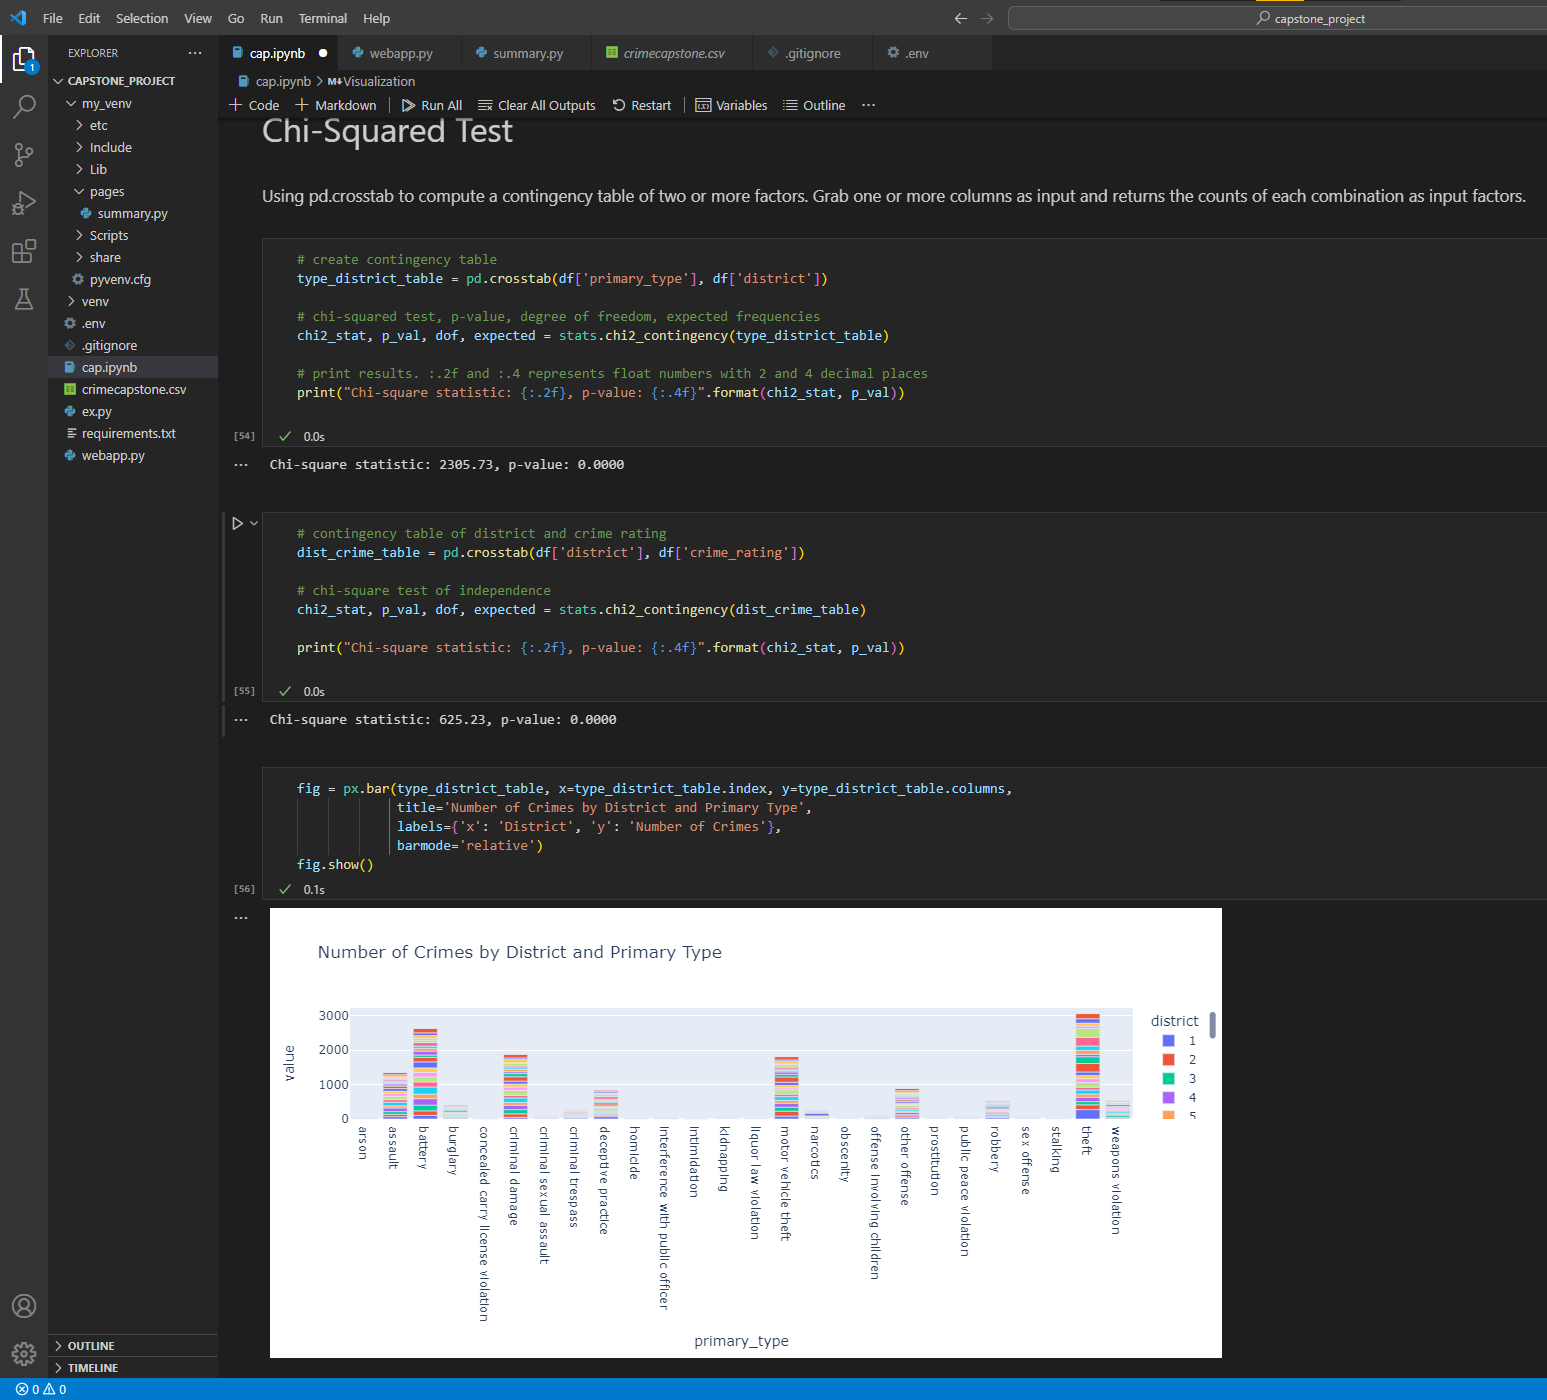 File Edit Selection View Go Run Terminal Help
capstone_project
EXPLORER
1
CAPSTONE_PROJECT
my_venv
etc
Include
Lib
pages
summary.py
Scripts
share
pyvenv.cfg
venv
.env
.gitignore
cap.ipynb
crimecapstone.csv
ex.py
requirements.txt
webapp.py
OUTLINE
TIMELINE
0 0
cap.ipynb webapp.py summary.py crimecapstone.csv .gitignore .env
cap.ipynb > M↓Visualization
+ Code + Markdown | Run All Clear All Outputs Restart | Variables Outline ...
Chi-Squared Test
Using pd.crosstab to compute a contingency table of two or more factors. Grab one or more columns as input and returns the counts of each combination as input factors.
# create contingency table
type_district_table = pd.crosstab(df['primary_type'], df['district'])
# chi-squared test, p-value, degree of freedom, expected frequencies
chi2_stat, p_val, dof, expected = stats.chi2_contingency(type_district_table)
# print results. :.2f and :.4 represents float numbers with 2 and 4 decimal places
print("Chi-square statistic: {:.2f}, p-value: {:.4f}".format(chi2_stat, p_val))
[54] 0.0s
Chi-square statistic: 2305.73, p-value: 0.0000
# contingency table of district and crime rating
dist_crime_table = pd.crosstab(df['district'], df['crime_rating'])
# chi-square test of independence
chi2_stat, p_val, dof, expected = stats.chi2_contingency(dist_crime_table)
print("Chi-square statistic: {:.2f}, p-value: {:.4f}".format(chi2_stat, p_val))
[55] 0.0s
Chi-square statistic: 625.23, p-value: 0.0000
fig = px.bar(type_district_table, x=type_district_table.index, y=type_district_table.columns,
title='Number of Crimes by District and Primary Type',
labels={'x': 'District', 'y': 'Number of Crimes'},
barmode='relative')
fig.show()
[56] 0.1s
Number of Crimes by District and Primary Type
value
3000
2000
1000
0
district
1
2
3
4
5
arson
assault
battery
burglary
concealed carry license violation
criminal damage
criminal sexual assault
criminal trespass
deceptive practice
homicide
interference with public officer
intimidation
kidnapping
liquor law violation
motor vehicle theft
narcotics
obscenity
offense involving children
other offense
prostitution
public peace violation
robbery
sex offense
stalking
theft
weapons violation
primary_type